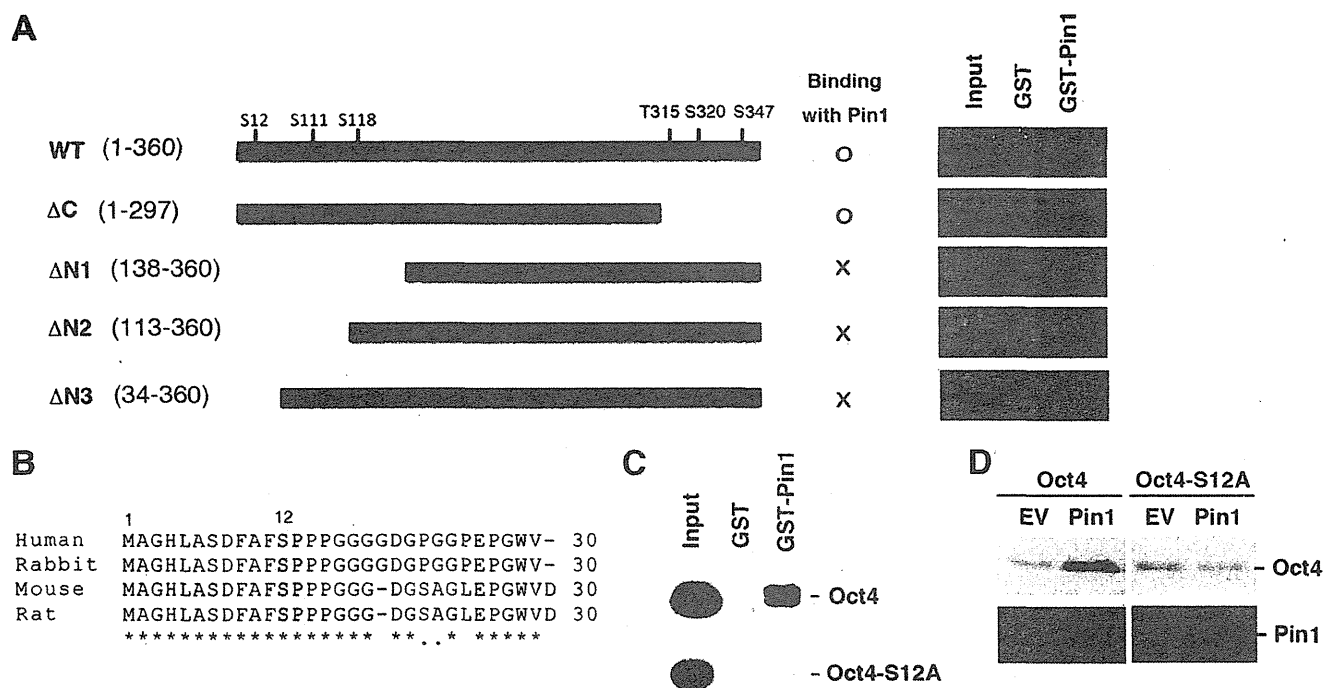 A
Binding
with Pin1
Input
GST
GST-Pin1
S12 S111 S118 T315 S320 S347
WT (1-360) O
ΔC (1-297) O
ΔN1 (138-360) X
ΔN2 (113-360) X
ΔN3 (34-360) X
B
1 12
Human MAGHLASDFAFSPPPGGGGDGPGGPEPGWV- 30
Rabbit MAGHLASDFAFSPPPGGGGDGPGGPEPGWV- 30
Mouse MAGHLASDFAFSPPPGGG-DGSAGLEPGWVD 30
Rat MAGHLASDFAFSPPPGGG-DGSAGLEPGWVD 30
****************** **..* *****
C
Input
GST
GST-Pin1
- Oct4
- Oct4-S12A
D
Oct4 Oct4-S12A
EV Pin1 EV Pin1
- Oct4
- Pin1